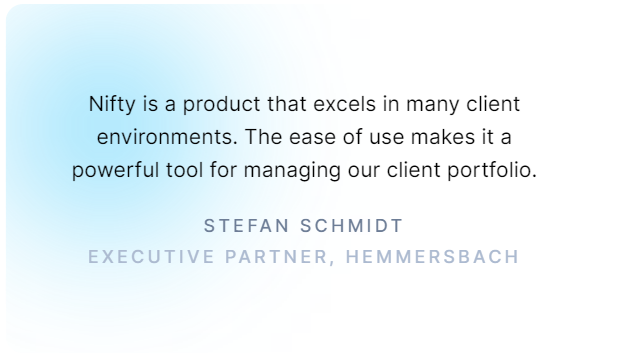 Nifty is a product that excels in many client
environments. The ease of use makes it a
powerful tool for managing our client portfolio.
STEFAN SCHMIDT
EXECUTIVE PARTNER, HEMMERSBACH